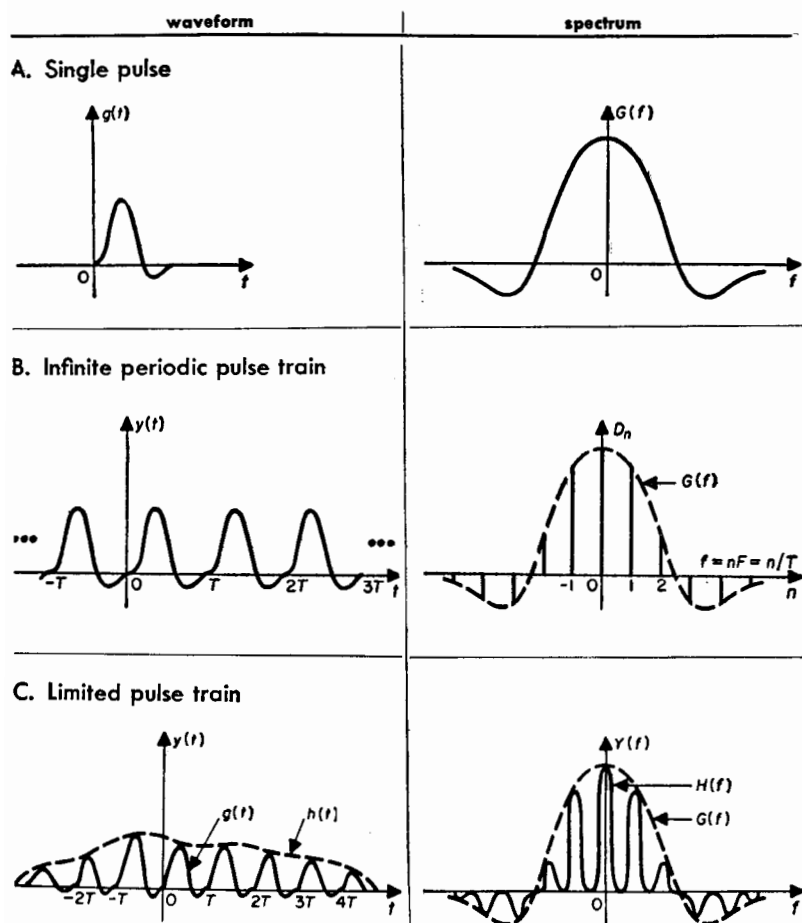 waveform
spectrum
A. Single pulse
g(t)
0
t
G(f)
0
f
B. Infinite periodic pulse train
y(t)
...
...
-T
0
T
2T
3T
t
Dn
G(f)
f = nF = n/T
-1
0
1
2
n
C. Limited pulse train
y(t)
g(t)
h(t)
-2T
-T
0
T
2T
3T
4T
t
Y(f)
H(f)
G(f)
0
f